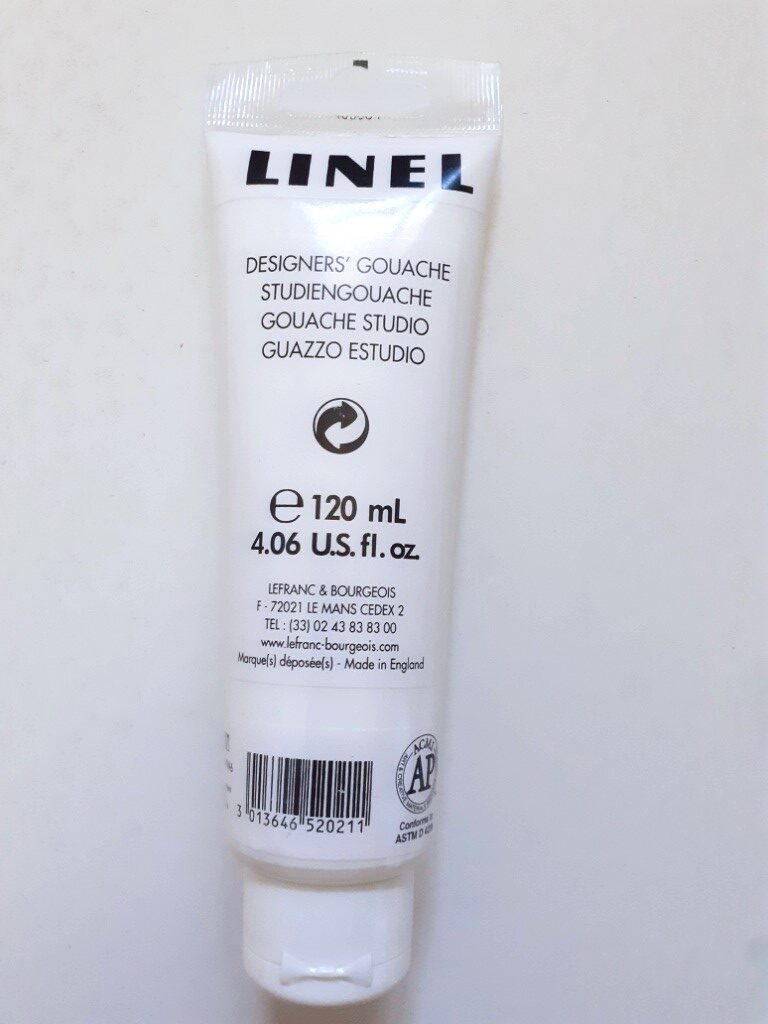 LINEL
DESIGNERS' GOUACHE
STUDIENGOUACHE
GOUACHE STUDIO
GUAZZO ESTUDIO
℮ 120 mL
4.06 U.S. fl. oz.
LEFRANC & BOURGEOIS
F - 72021 LE MANS CEDEX 2
TEL : (33) 02 43 83 83 00
www.lefranc-bourgeois.com
Marque(s) déposée(s) - Made in England
3 013646 520211
AP
ASTM D